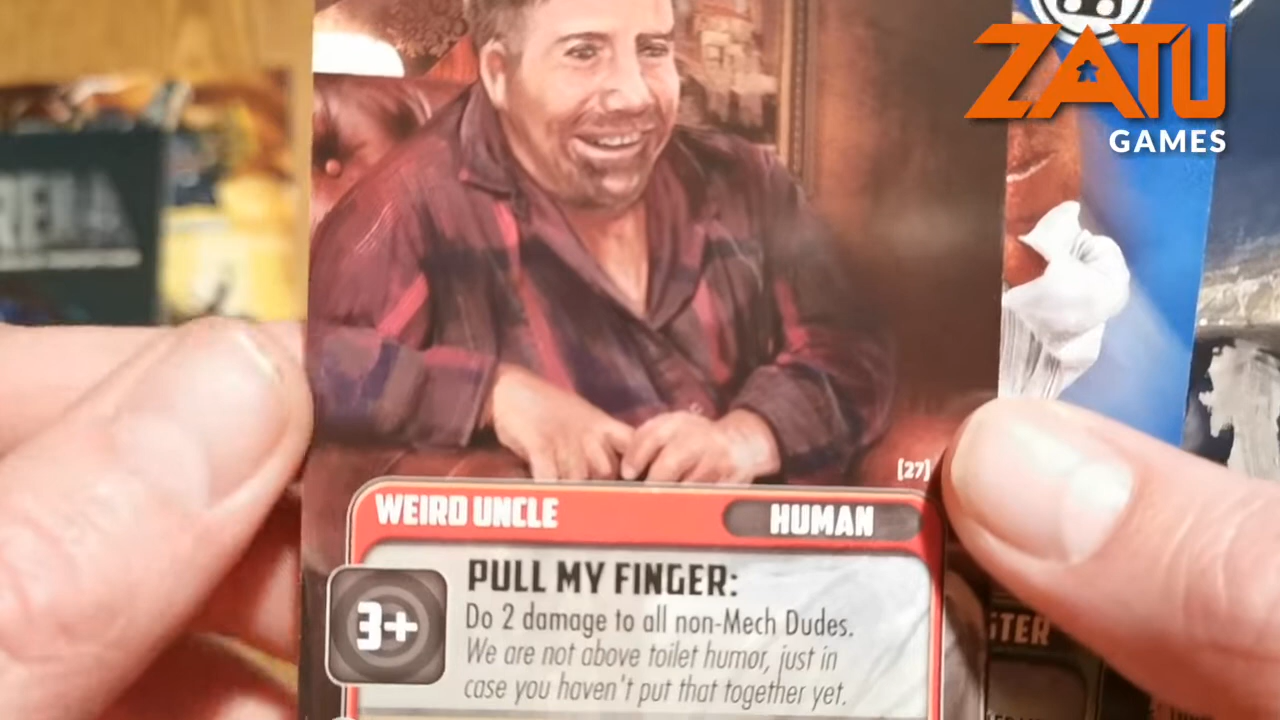 ZATU
GAMES
[27]
WEIRD UNCLE
HUMAN
PULL MY FINGER:
3+
Do 2 damage to all non-Mech Dudes.
We are not above toilet humor, just in
case you haven't put that together yet.